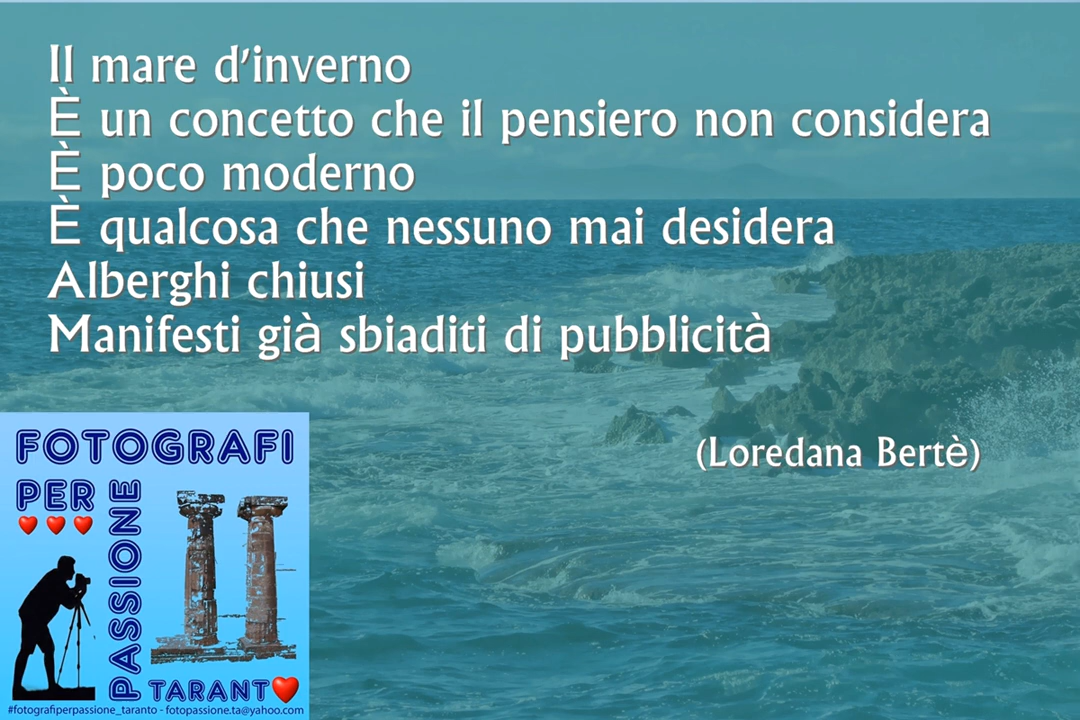 Il mare d'inverno
È un concetto che il pensiero non considera
È poco moderno
È qualcosa che nessuno mai desidera
Alberghi chiusi
Manifesti già sbiaditi di pubblicità
(Loredana Bertè)
FOTOGRAFI
PER
PASSIONE
TARANT❤️
#fotografiperpassione_taranto - fotopassione.ta@yahoo.com